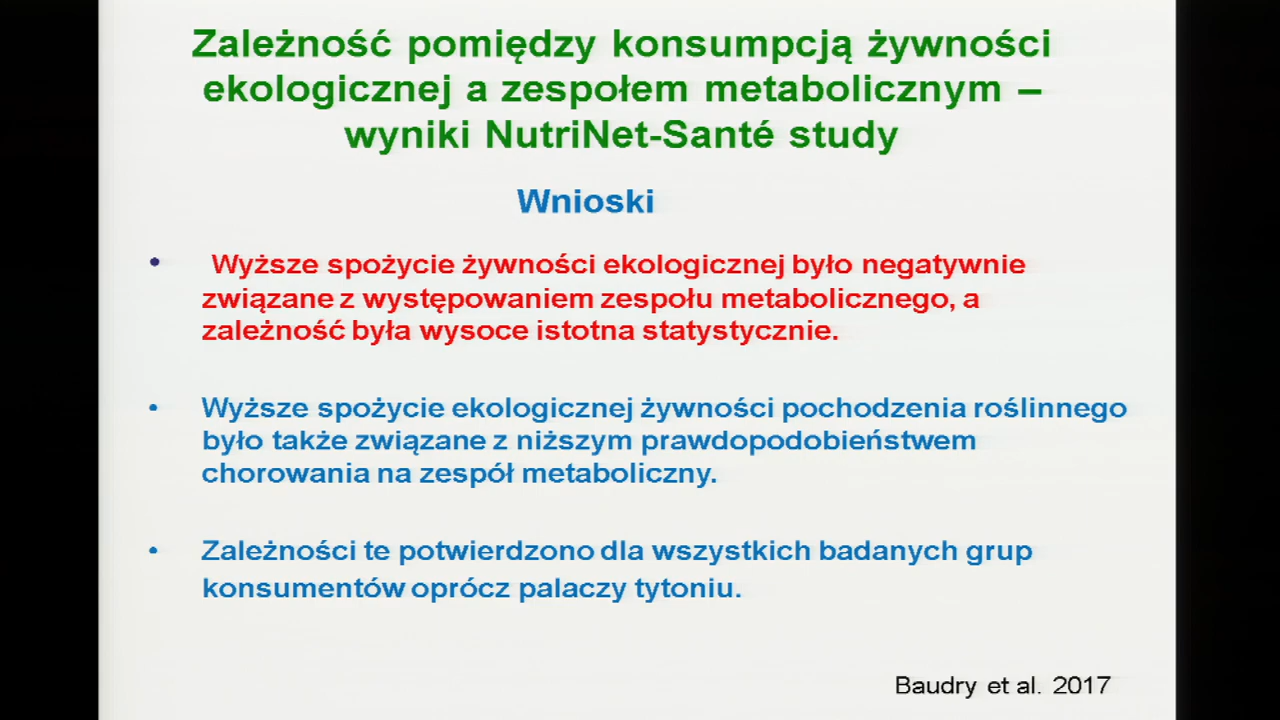 Zależność pomiędzy konsumpcją żywności
ekologicznej a zespołem metabolicznym –
wyniki NutriNet-Santé study
Wnioski
• Wyższe spożycie żywności ekologicznej było negatywnie
związane z występowaniem zespołu metabolicznego, a
zależność była wysoce istotna statystycznie.
• Wyższe spożycie ekologicznej żywności pochodzenia roślinnego
było także związane z niższym prawdopodobieństwem
chorowania na zespół metaboliczny.
• Zależności te potwierdzono dla wszystkich badanych grup
konsumentów oprócz palaczy tytoniu.
Baudry et al. 2017